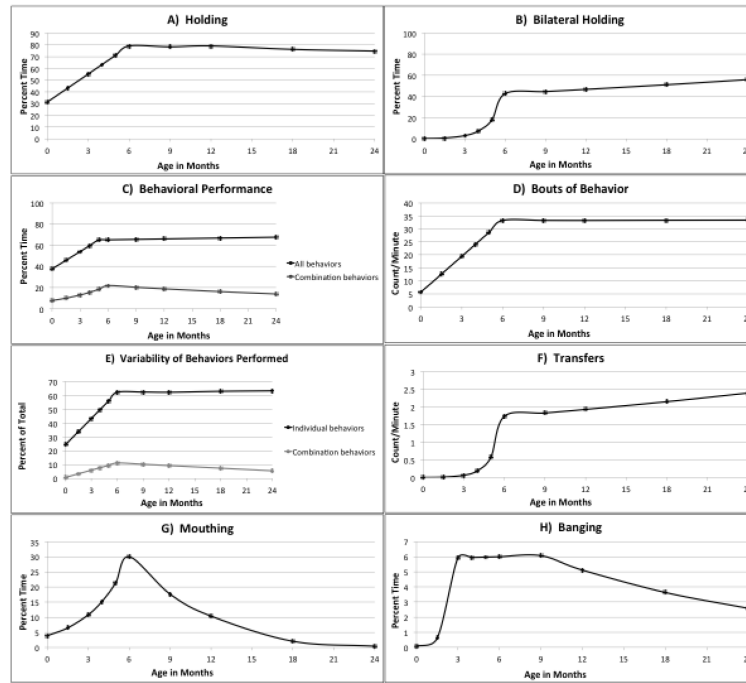 A) Holding
Percent Time
90
80
70
60
50
40
30
20
10
0
0 3 6 9 12 15 18 21 24
Age in Months
B) Bilateral Holding
Percent Time
100
80
60
40
20
0
0 3 6 9 12 15 18 21 24
Age in Months
C) Behavioral Performance
Percent Time
100
80
60
40
20
0
All behaviors
Combination behaviors
0 3 6 9 12 15 18 21 24
Age in Months
D) Bouts of Behavior
Count/Minute
40
35
30
25
20
15
10
5
0
0 3 6 9 12 15 18 21 24
Age in Months
E) Variability of Behaviors Performed
Percent of Total
70
60
50
40
30
20
10
0
Individual behaviors
Combination behaviors
0 3 6 9 12 15 18 21 24
Age in Months
F) Transfers
Count/Minute
3
2.5
2
1.5
1
0.5
0
0 3 6 9 12 15 18 21 24
Age in Months
G) Mouthing
Percent Time
35
30
25
20
15
10
5
0
0 3 6 9 12 15 18 21 24
Age in Months
H) Banging
Percent Time
7
6
5
4
3
2
1
0
0 3 6 9 12 15 18 21 24
Age in Months